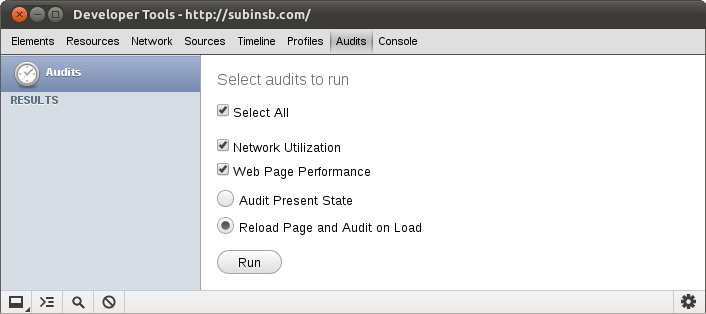 Developer Tools - http://subinsb.com/
Elements Resources Network Sources Timeline Profiles Audits Console
Audits
RESULTS
Select audits to run
Select All
Network Utilization
Web Page Performance
Audit Present State
Reload Page and Audit on Load
Run